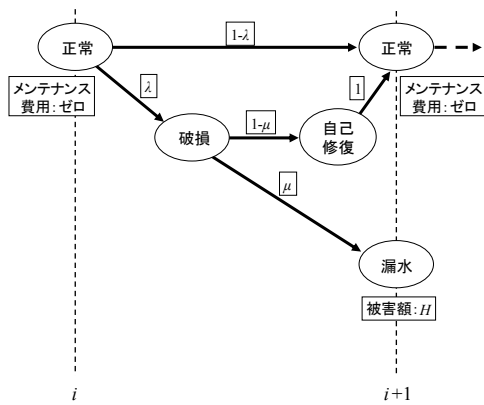 正常
1-λ
正常
メンテナンス
費用：ゼロ
λ
1
メンテナンス
費用：ゼロ
破損
1-μ
自己
修復
μ
漏水
被害額：H
i
i+1